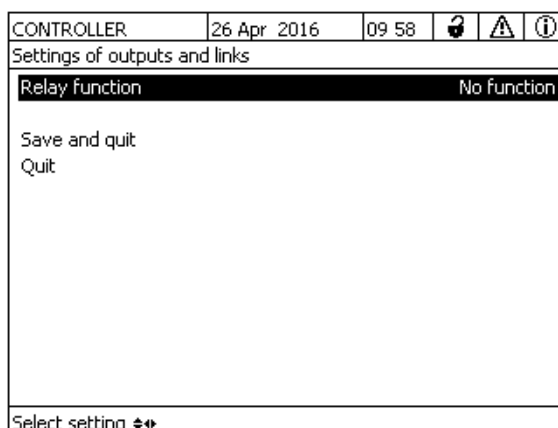 CONTROLLER 26 Apr 2016 09 58
Settings of outputs and links
Relay function No function
Save and quit
Quit
Select setting